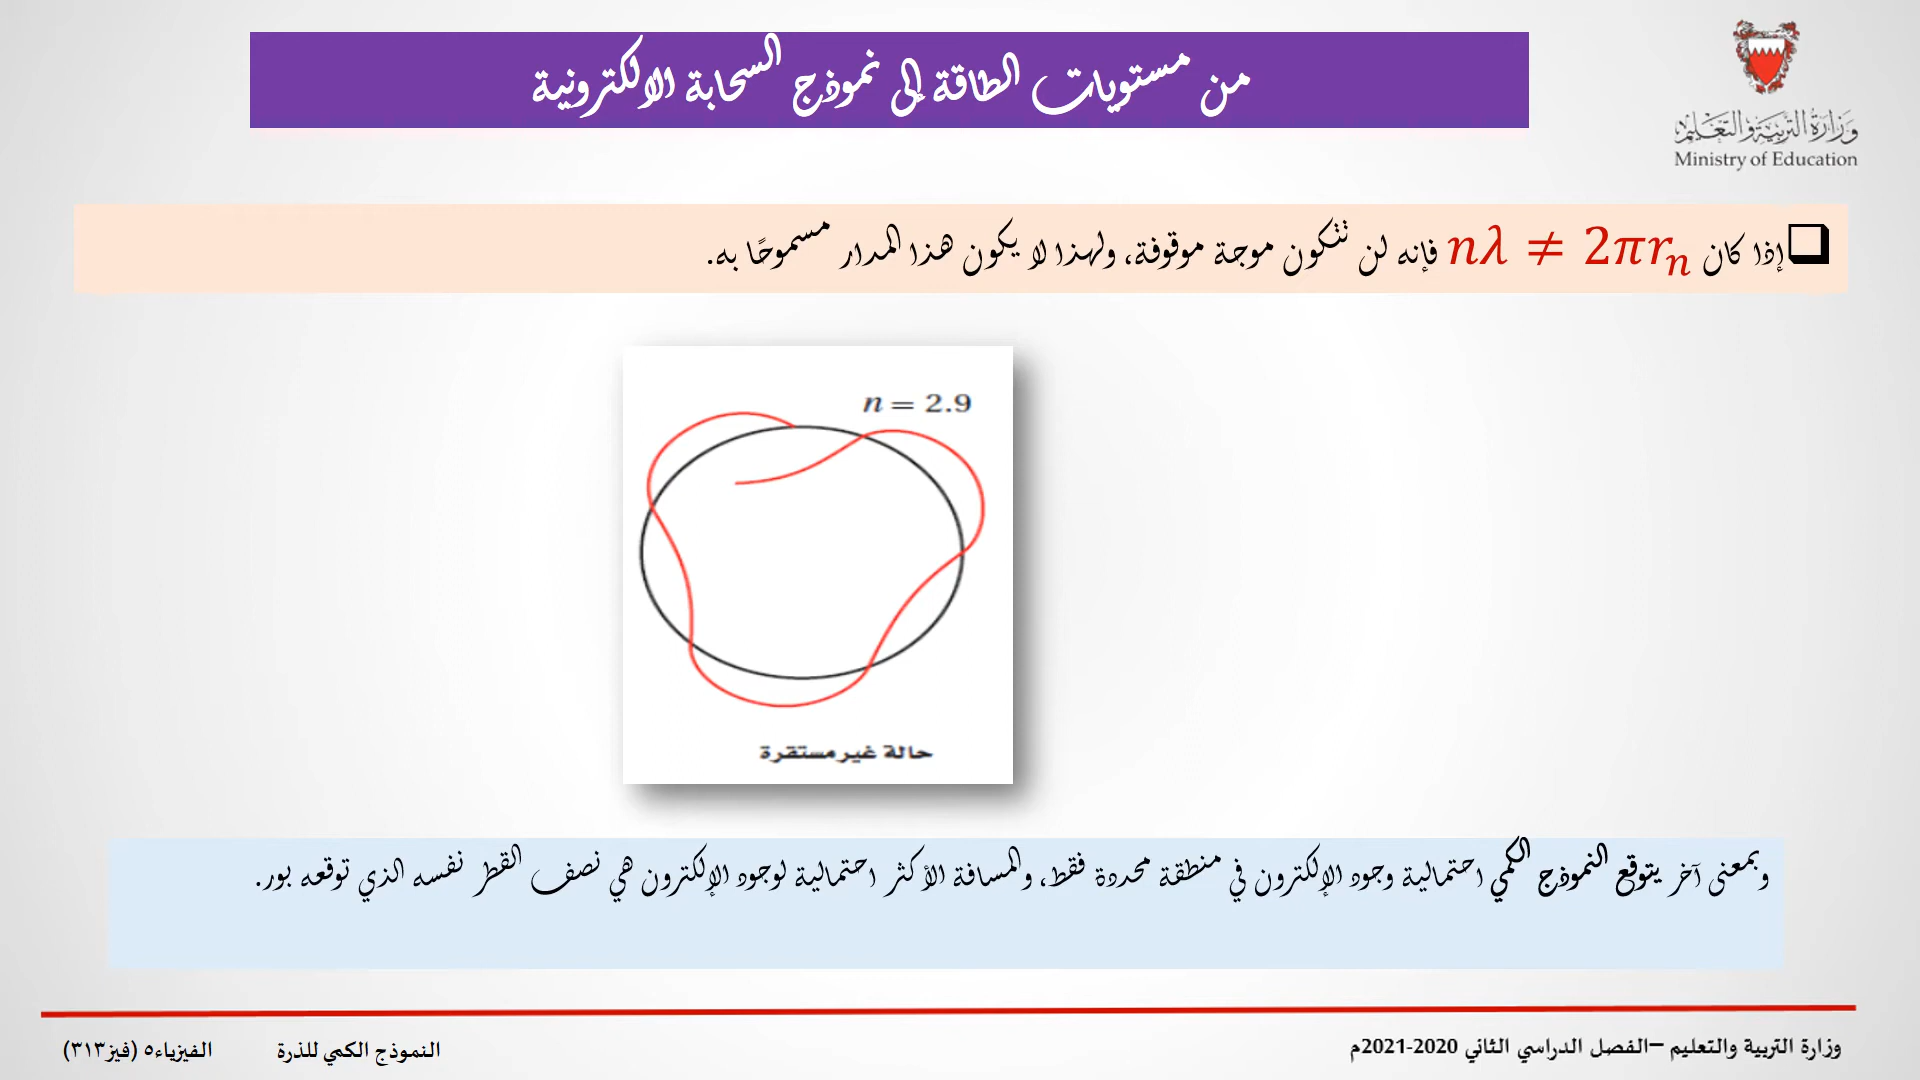 من مستويات الطاقة إلى نموذج السحابة الالكترونية
وزارة التربية والتعليم
Ministry of Education
إذا كان nλ ≠ 2πrₙ فإنه لن تتكون موجة موقوفة، ولهذا لا يكون هذا المدار مسموحًا به.
n = 2.9
حالة غير مستقرة
وبمعنى آخر يتوقع النموذج الكمي احتمالية وجود الإلكترون في منطقة محددة فقط، والمسافة الأكثر احتمالية لوجود الإلكترون هي نصف القطر نفسه الذي توقعه بور.
وزارة التربية والتعليم –الفصل الدراسي الثاني 2020-2021م
النموذج الكمي للذرة
الفيزياء٥ (فيز٣١٣)